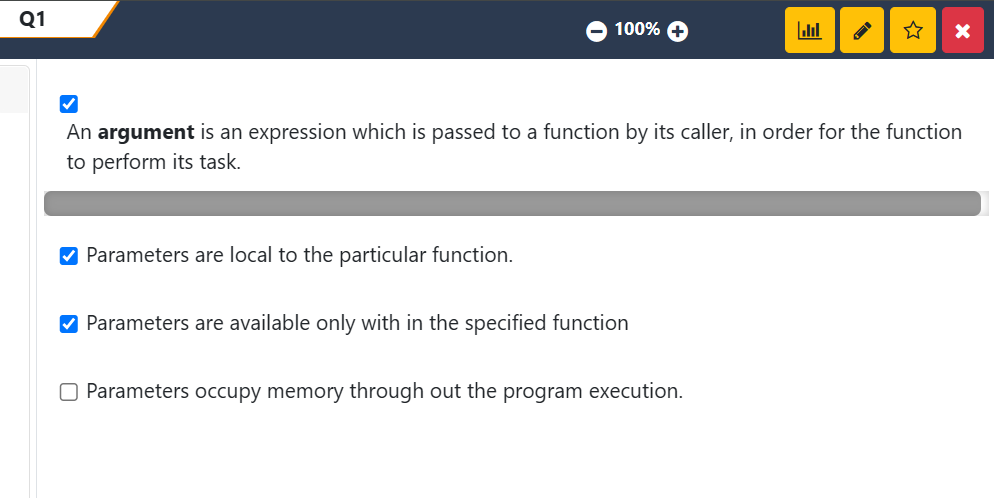 Q1
100%
An argument is an expression which is passed to a function by its caller, in order for the function
to perform its task.
Parameters are local to the particular function.
Parameters are available only with in the specified function
Parameters occupy memory through out the program execution.